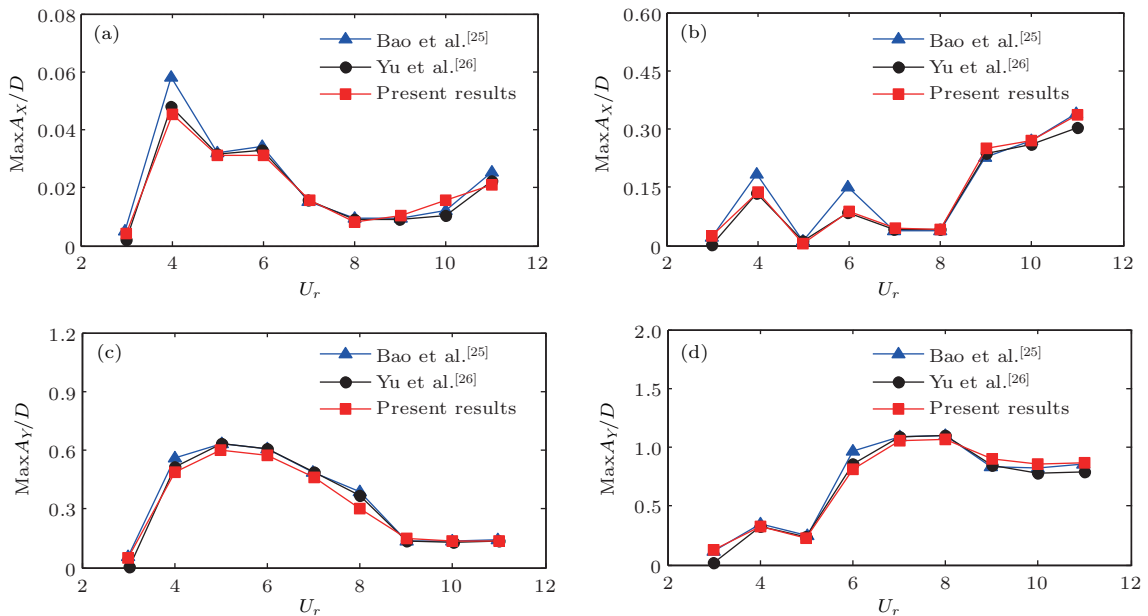 (a)
Bao et al.[25]
Yu et al.[26]
Present results
MaxA_X/D
0.08
0.06
0.04
0.02
0
2 4 6 8 10 12
U_r
(b)
Bao et al.[25]
Yu et al.[26]
Present results
MaxA_X/D
0.60
0.45
0.30
0.15
0
2 4 6 8 10 12
U_r
(c)
Bao et al.[25]
Yu et al.[26]
Present results
MaxA_Y/D
1.2
0.9
0.6
0.3
0
2 4 6 8 10 12
U_r
(d)
Bao et al.[25]
Yu et al.[26]
Present results
MaxA_Y/D
2.0
1.5
1.0
0.5
0
2 4 6 8 10 12
U_r